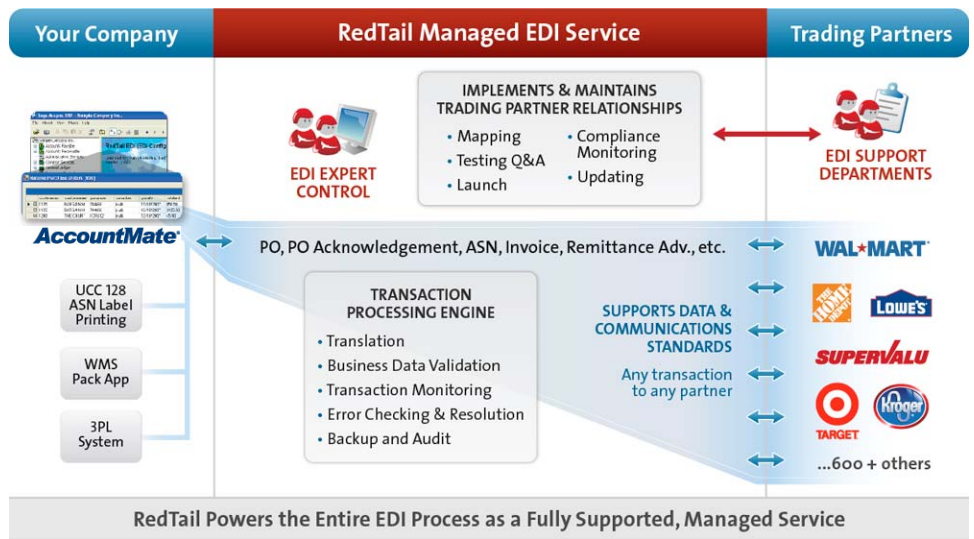 Your Company
RedTail Managed EDI Service
Trading Partners
IMPLEMENTS & MAINTAINS
TRADING PARTNER RELATIONSHIPS
• Mapping
• Testing Q&A
• Launch
• Compliance
Monitoring
• Updating
EDI EXPERT
CONTROL
EDI SUPPORT
DEPARTMENTS
AccountMate®
PO, PO Acknowledgement, ASN, Invoice, Remittance Adv., etc.
UCC 128
ASN Label
Printing
WMS
Pack App
3PL
System
TRANSACTION
PROCESSING ENGINE
• Translation
• Business Data Validation
• Transaction Monitoring
• Error Checking & Resolution
• Backup and Audit
SUPPORTS DATA &
COMMUNICATIONS
STANDARDS
Any transaction
to any partner
WAL★MART®
THE
HOME
DEPOT
LOWE'S
SUPERVALU
TARGET
Kroger
...600 + others
RedTail Powers the Entire EDI Process as a Fully Supported, Managed Service